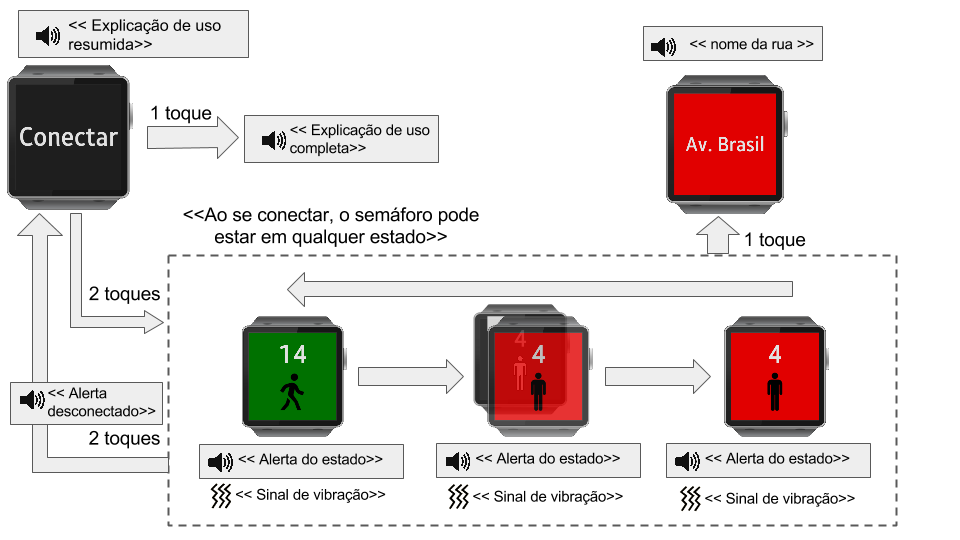 << Explicação de uso
resumida>>
<< nome da rua >>
Conectar
1 toque
<< Explicação de uso
completa>>
Av. Brasil
<<Ao se conectar, o semáforo pode
estar em qualquer estado>>
1 toque
2 toques
14
4
4
4
<< Alerta
desconectado>>
2 toques
<< Alerta do estado>>
<< Alerta do estado>>
<< Alerta do estado>>
<< Sinal de vibração>>
<< Sinal de vibração>>
<< Sinal de vibração>>